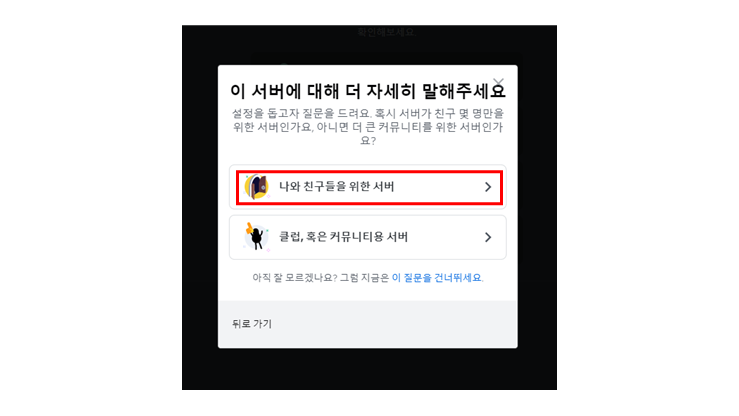 확인해보세요
이 서버에 대해 더 자세히 말해주세요
설정을 돕고자 질문을 드려요. 혹시 서버가 친구 몇 명만을
위한 서버인가요, 아니면 더 큰 커뮤니티를 위한 서버인가
요?
나와 친구들을 위한 서버
클럽, 혹은 커뮤니티용 서버
아직 잘 모르겠나요? 그럼 지금은 이 질문을 건너뛰세요.
뒤로 가기